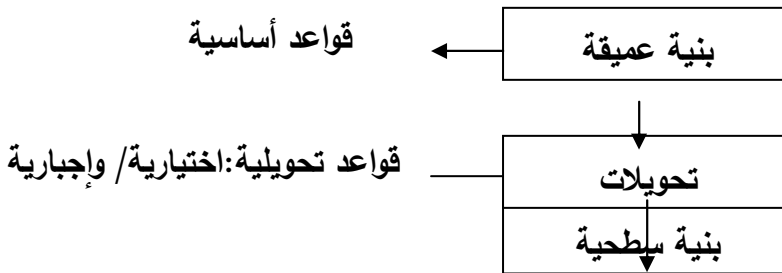 بنية عميقة
قواعد أساسية
تحويلات
قواعد تحويلية:اختيارية/ وإجبارية
بنية سطحية